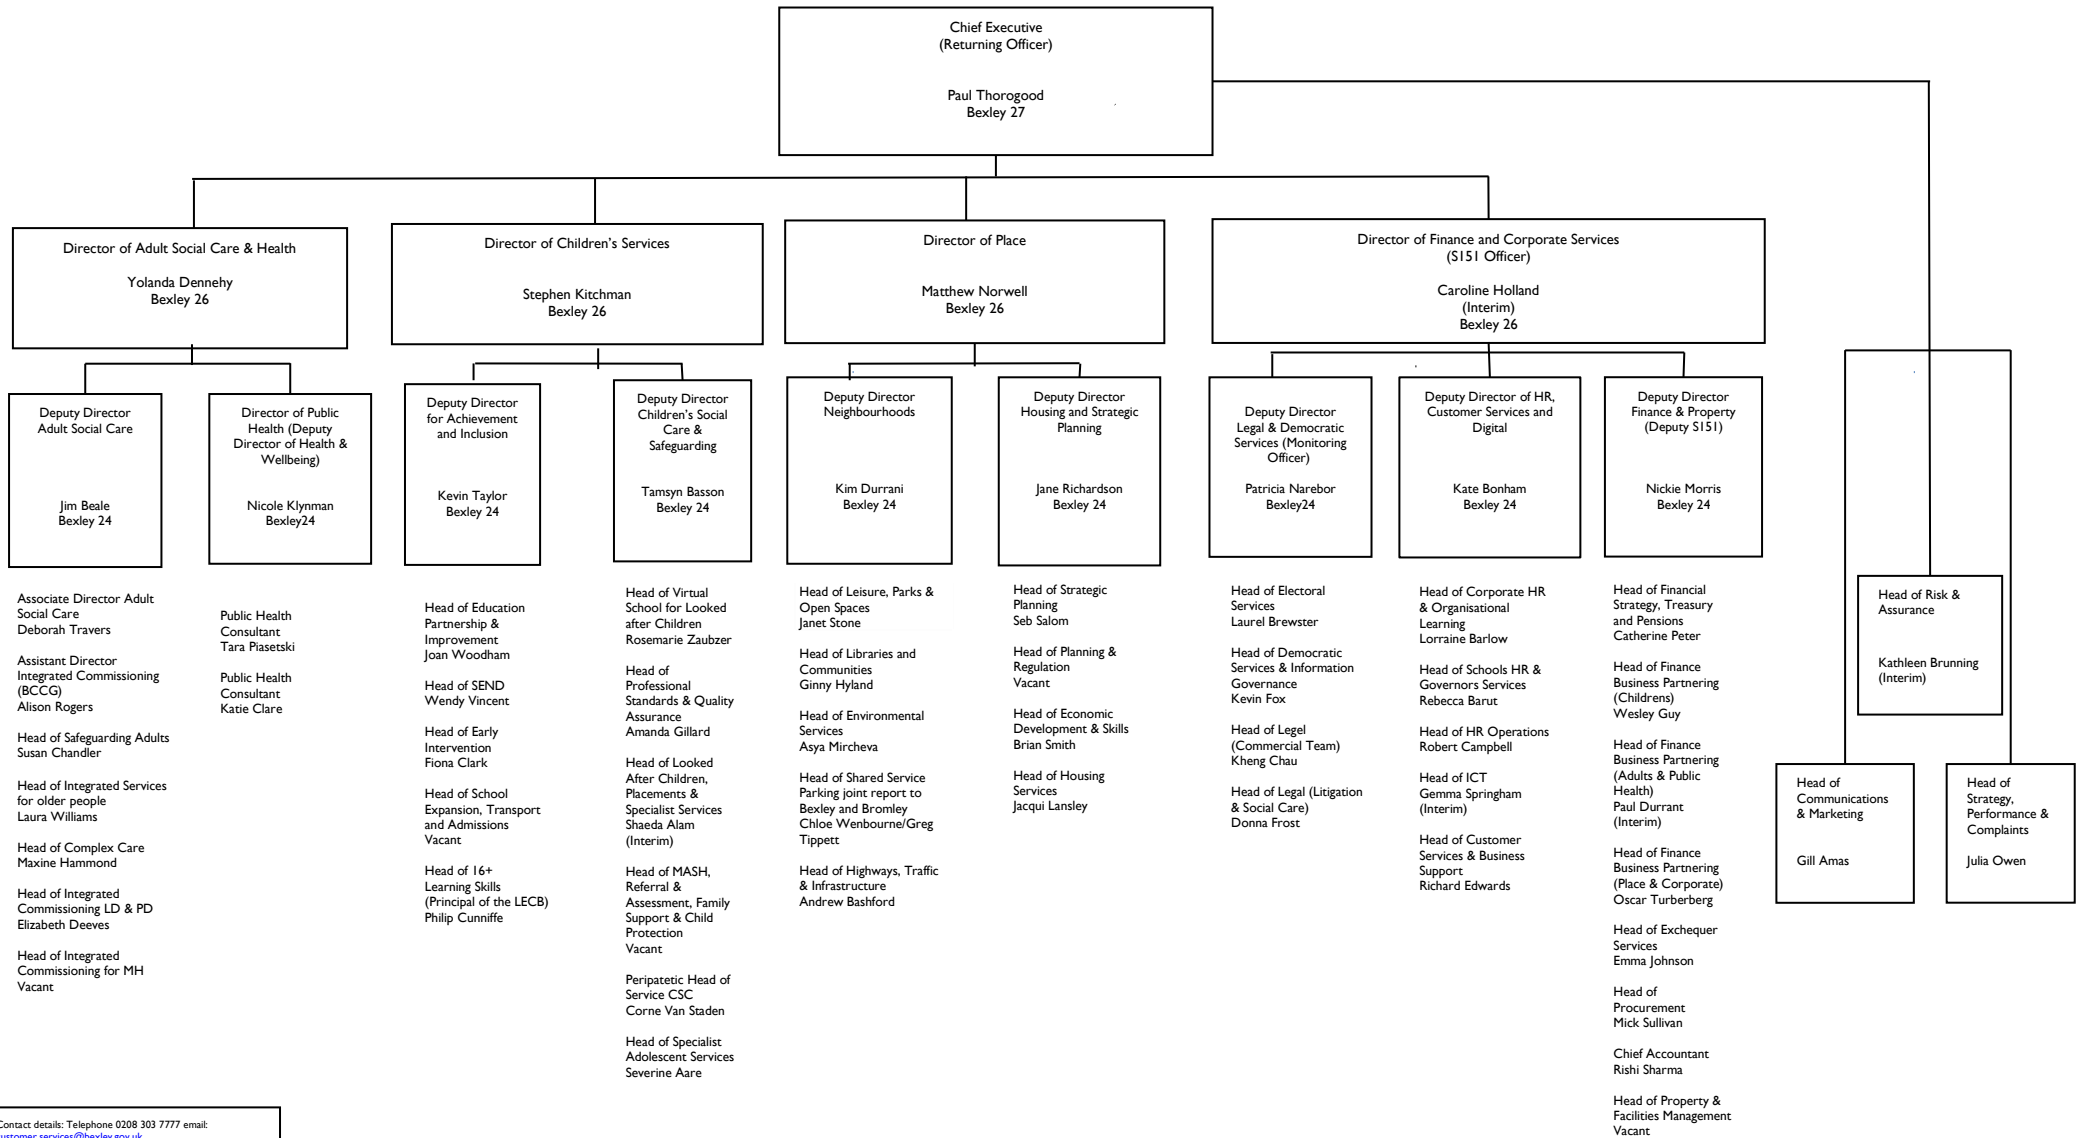 Chief Executive
(Returning Officer)
Paul Thorogood
Bexley 27
Director of Adult Social Care & Health
Yolanda Dennehy
Bexley 26
Director of Children's Services
Stephen Kitchman
Bexley 26
Director of Place
Matthew Norwell
Bexley 26
Director of Finance and Corporate Services
(S151 Officer)
Caroline Holland
(Interim)
Bexley 26
Deputy Director
Adult Social Care
Jim Beale
Bexley 24
Director of Public
Health (Deputy
Director of Health &
Wellbeing)
Nicole Klynman
Bexley24
Deputy Director
for Achievement
and Inclusion
Kevin Taylor
Bexley 24
Deputy Director
Children's Social
Care &
Safeguarding
Tamsyn Basson
Bexley 24
Deputy Director
Neighbourhoods
Kim Durrani
Bexley 24
Deputy Director
Housing and Strategic
Planning
Jane Richardson
Bexley 24
Deputy Director
Legal & Democratic
Services (Monitoring
Officer)
Patricia Narebor
Bexley24
Deputy Director of HR,
Customer Services and
Digital
Kate Bonham
Bexley 24
Deputy Director
Finance & Property
(Deputy S151)
Nickie Morris
Bexley 24
Associate Director Adult
Social Care
Deborah Travers
Assistant Director
Integrated Commissioning
(BCCG)
Alison Rogers
Head of Safeguarding Adults
Susan Chandler
Head of Integrated Services
for older people
Laura Williams
Head of Complex Care
Maxine Hammond
Head of Integrated
Commissioning LD & PD
Elizabeth Deeves
Head of Integrated
Commissioning for MH
Vacant
Public Health
Consultant
Tara Piasetski
Public Health
Consultant
Katie Clare
Head of Education
Partnership &
Improvement
Joan Woodham
Head of SEND
Wendy Vincent
Head of Early
Intervention
Fiona Clark
Head of School
Expansion, Transport
and Admissions
Vacant
Head of 16+
Learning Skills
(Principal of the LECB)
Philip Cunniffe
Head of Virtual
School for Looked
after Children
Rosemarie Zaubzer
Head of
Professional
Standards & Quality
Assurance
Amanda Gillard
Head of Looked
After Children,
Placements &
Specialist Services
Shaeda Alam
(Interim)
Head of MASH,
Referral &
Assessment, Family
Support & Child
Protection
Vacant
Peripatetic Head of
Service CSC
Corne Van Staden
Head of Specialist
Adolescent Services
Severine Aare
Head of Leisure, Parks &
Open Spaces
Janet Stone
Head of Libraries and
Communities
Ginny Hyland
Head of Environmental
Services
Asya Mircheva
Head of Shared Service
Parking joint report to
Bexley and Bromley
Chloe Wenbourne/Greg
Tippett
Head of Highways, Traffic
& Infrastructure
Andrew Bashford
Head of Strategic
Planning
Seb Salom
Head of Planning &
Regulation
Vacant
Head of Economic
Development & Skills
Brian Smith
Head of Housing
Services
Jacqui Lansley
Head of Electoral
Services
Laurel Brewster
Head of Democratic
Services & Information
Governance
Kevin Fox
Head of Legel
(Commercial Team)
Kheng Chau
Head of Legal (Litigation
& Social Care)
Donna Frost
Head of Corporate HR
& Organisational
Learning
Lorraine Barlow
Head of Schools HR &
Governors Services
Rebecca Barut
Head of HR Operations
Robert Campbell
Head of ICT
Gemma Springham
(Interim)
Head of Customer
Services & Business
Support
Richard Edwards
Head of Financial
Strategy, Treasury
and Pensions
Catherine Peter
Head of Finance
Business Partnering
(Childrens)
Wesley Guy
Head of Finance
Business Partnering
(Adults & Public
Health)
Paul Durrant
(Interim)
Head of Finance
Business Partnering
(Place & Corporate)
Oscar Turberberg
Head of Exchequer
Services
Emma Johnson
Head of
Procurement
Mick Sullivan
Chief Accountant
Rishi Sharma
Head of Property &
Facilities Management
Vacant
Head of Risk &
Assurance
Kathleen Brunning
(Interim)
Head of
Communications
& Marketing
Gill Amas
Head of
Strategy,
Performance &
Complaints
Julia Owen
Contact details: Telephone 0208 303 7777 email:
customer.services@bexley.gov.uk